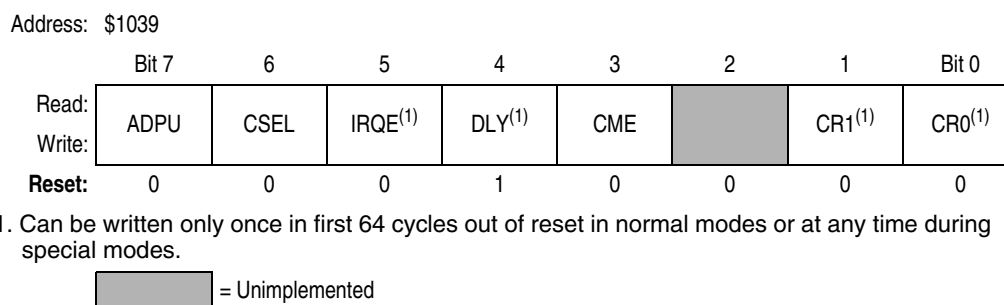 Address: $1039
Bit 7 6 5 4 3 2 1 Bit 0
Read:
ADPU CSEL IRQE(1) DLY(1) CME CR1(1) CR0(1)
Write:
Reset: 0 0 0 1 0 0 0 0
1. Can be written only once in first 64 cycles out of reset in normal modes or at any time during
special modes.
= Unimplemented